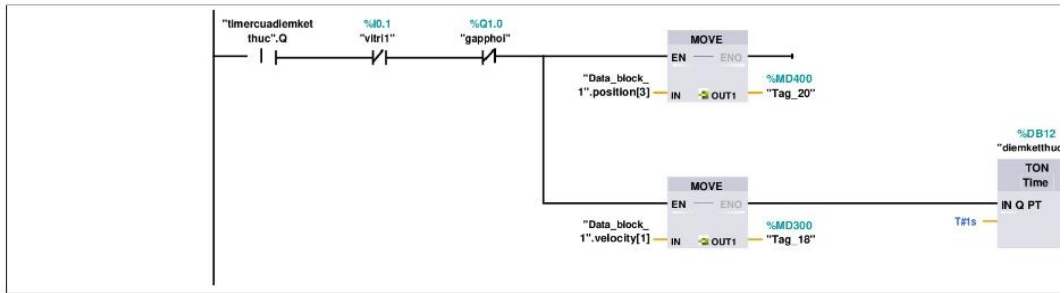 "timercuadiemket
thuc".Q
%I0.1
"vitri1"
%Q1.0
"gapphoi"
MOVE
EN ENO
"Data_block_
1".position[3]
IN OUT1
%MD400
"Tag_20"
%DB12
"diemketthuc
TON
Time
IN Q PT
T#1s
MOVE
EN ENO
"Data_block_
1".velocity[1]
IN OUT1
%MD300
"Tag_18"